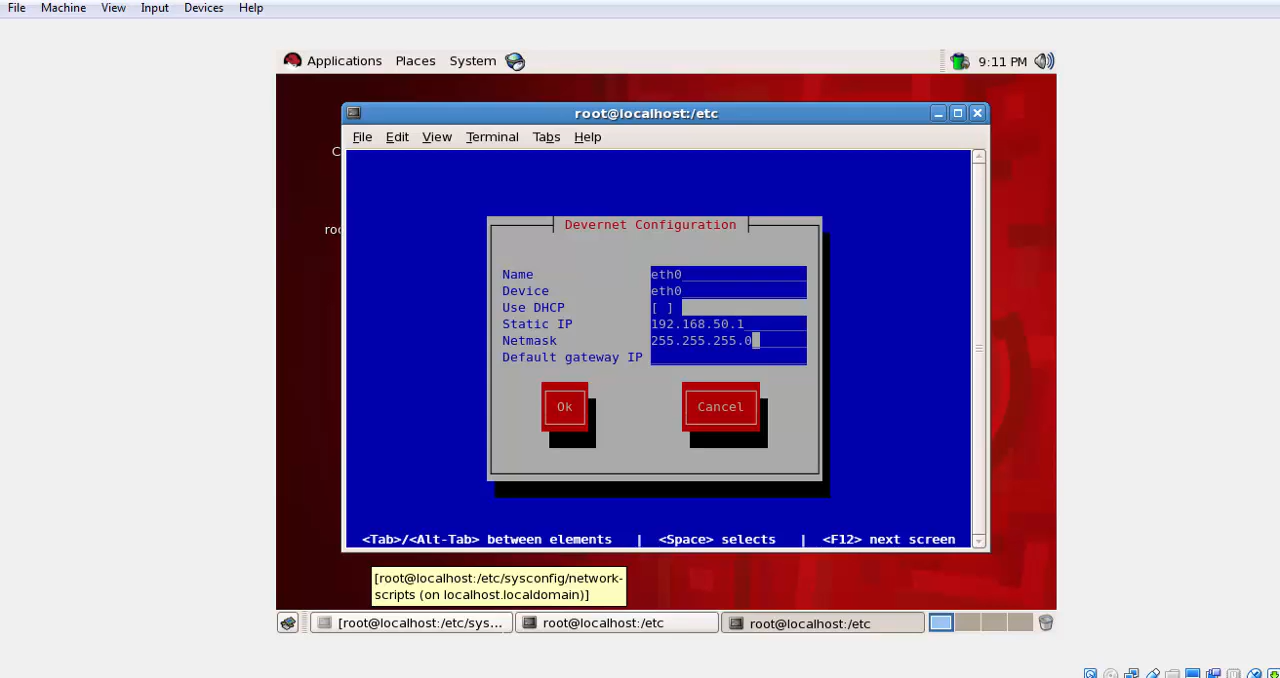 File Machine View Input Devices Help
Applications Places System 9:11 PM
root@localhost:/etc
File Edit View Terminal Tabs Help
C
roo
Devernet Configuration
Name eth0
Device eth0
Use DHCP [ ]
Static IP 192.168.50.1
Netmask 255.255.255.0
Default gateway IP
Ok Cancel
<Tab>/<Alt-Tab> between elements | <Space> selects | <F12> next screen
[root@localhost:/etc/sysconfig/network-
scripts (on localhost.localdomain)]
[root@localhost:/etc/sys... root@localhost:/etc root@localhost:/etc